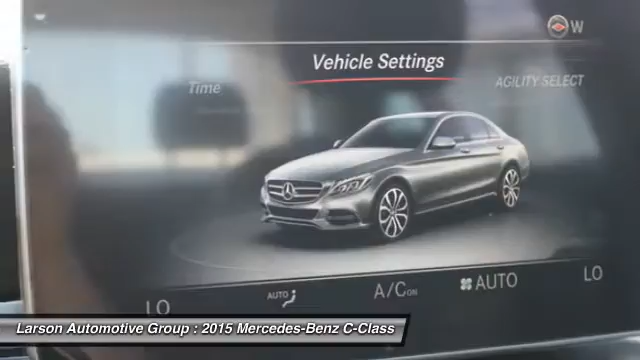 W
Vehicle Settings
Time
AGILITY SELECT
LO AUTO A/C ON AUTO LO
Larson Automotive Group : 2015 Mercedes-Benz C-Class